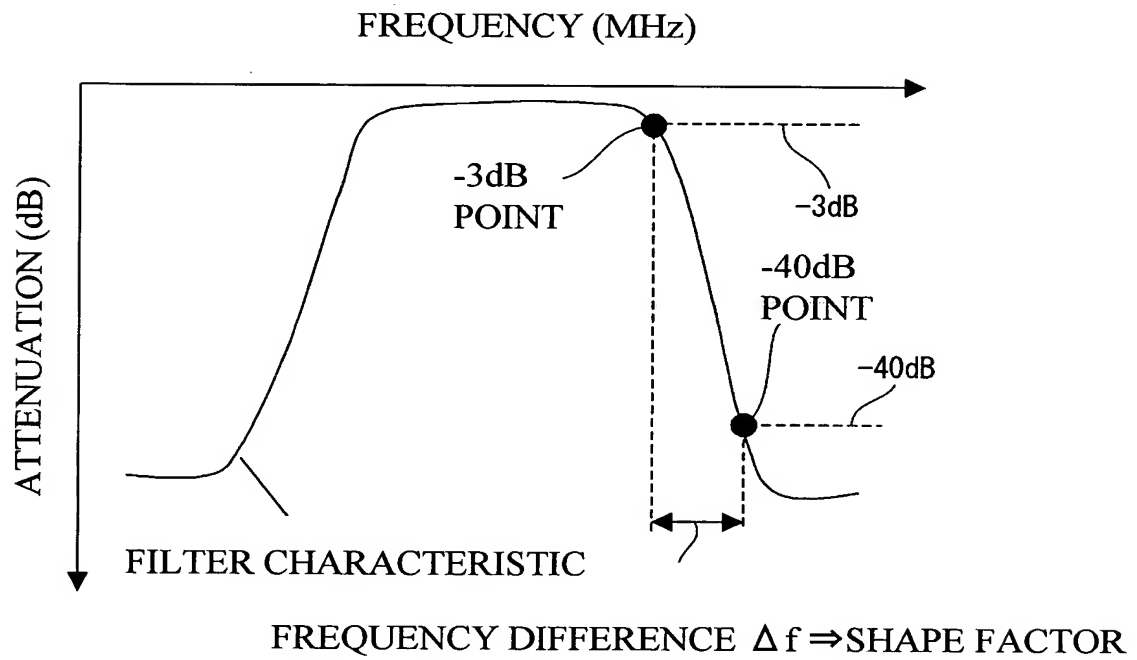 FREQUENCY (MHz)
ATTENUATION (dB)
-3dB
POINT
-3dB
-40dB
POINT
-40dB
FILTER CHARACTERISTIC
FREQUENCY DIFFERENCE Δf⇒SHAPE FACTOR